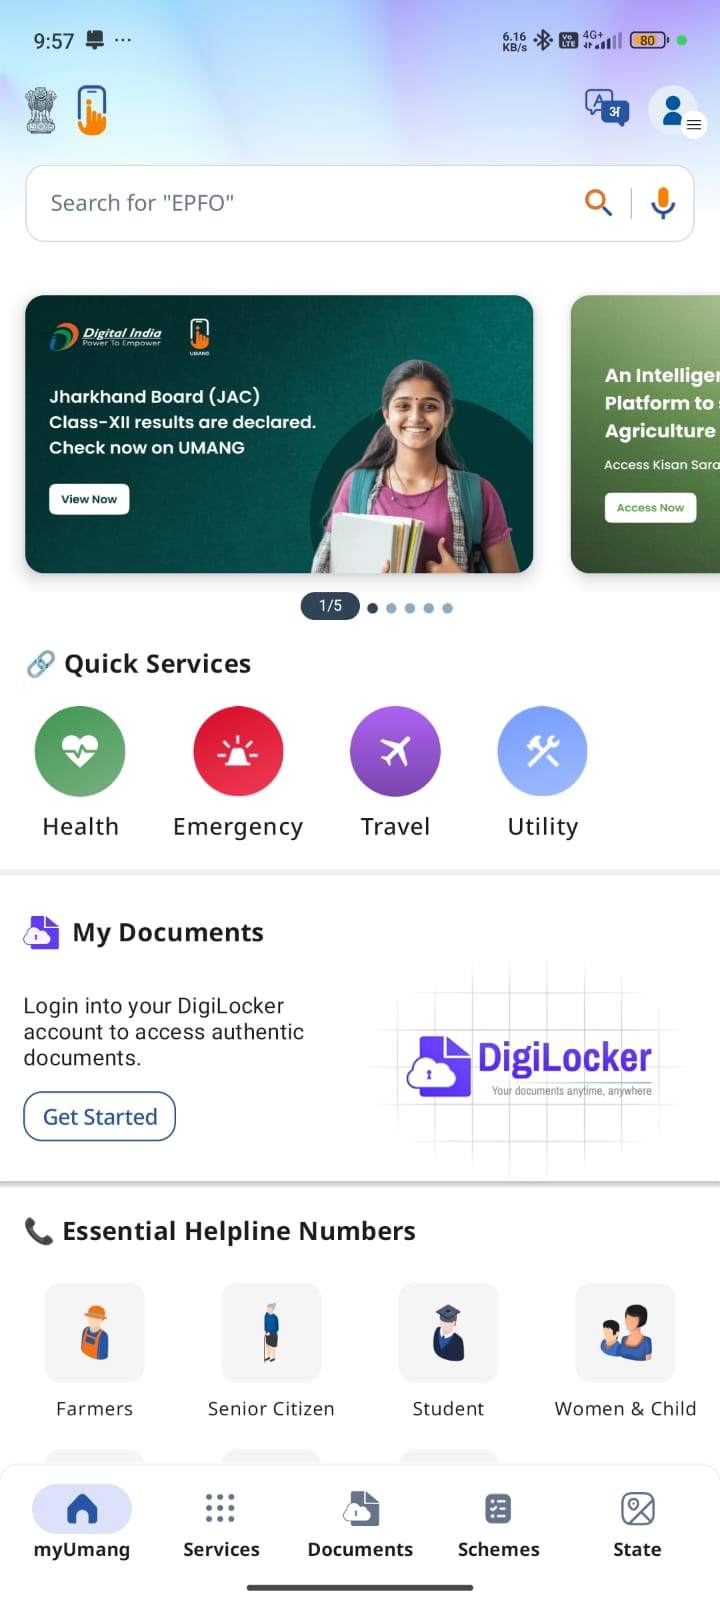 9:57 ...
6.16 KB/s Vo LTE 4G+ 80
A अ
Search for "EPFO"
Digital India
Power To Empower
UMANG
Jharkhand Board (JAC)
Class-XII results are declared.
Check now on UMANG
View Now
An Intellige
Platform to
Agriculture
Access Kisan Sara
Access Now
1/5
Quick Services
Health Emergency Travel Utility
My Documents
Login into your DigiLocker
account to access authentic
documents.
Get Started
DigiLocker
Your documents anytime, anywhere
Essential Helpline Numbers
Farmers Senior Citizen Student Women & Child
myUmang Services Documents Schemes State